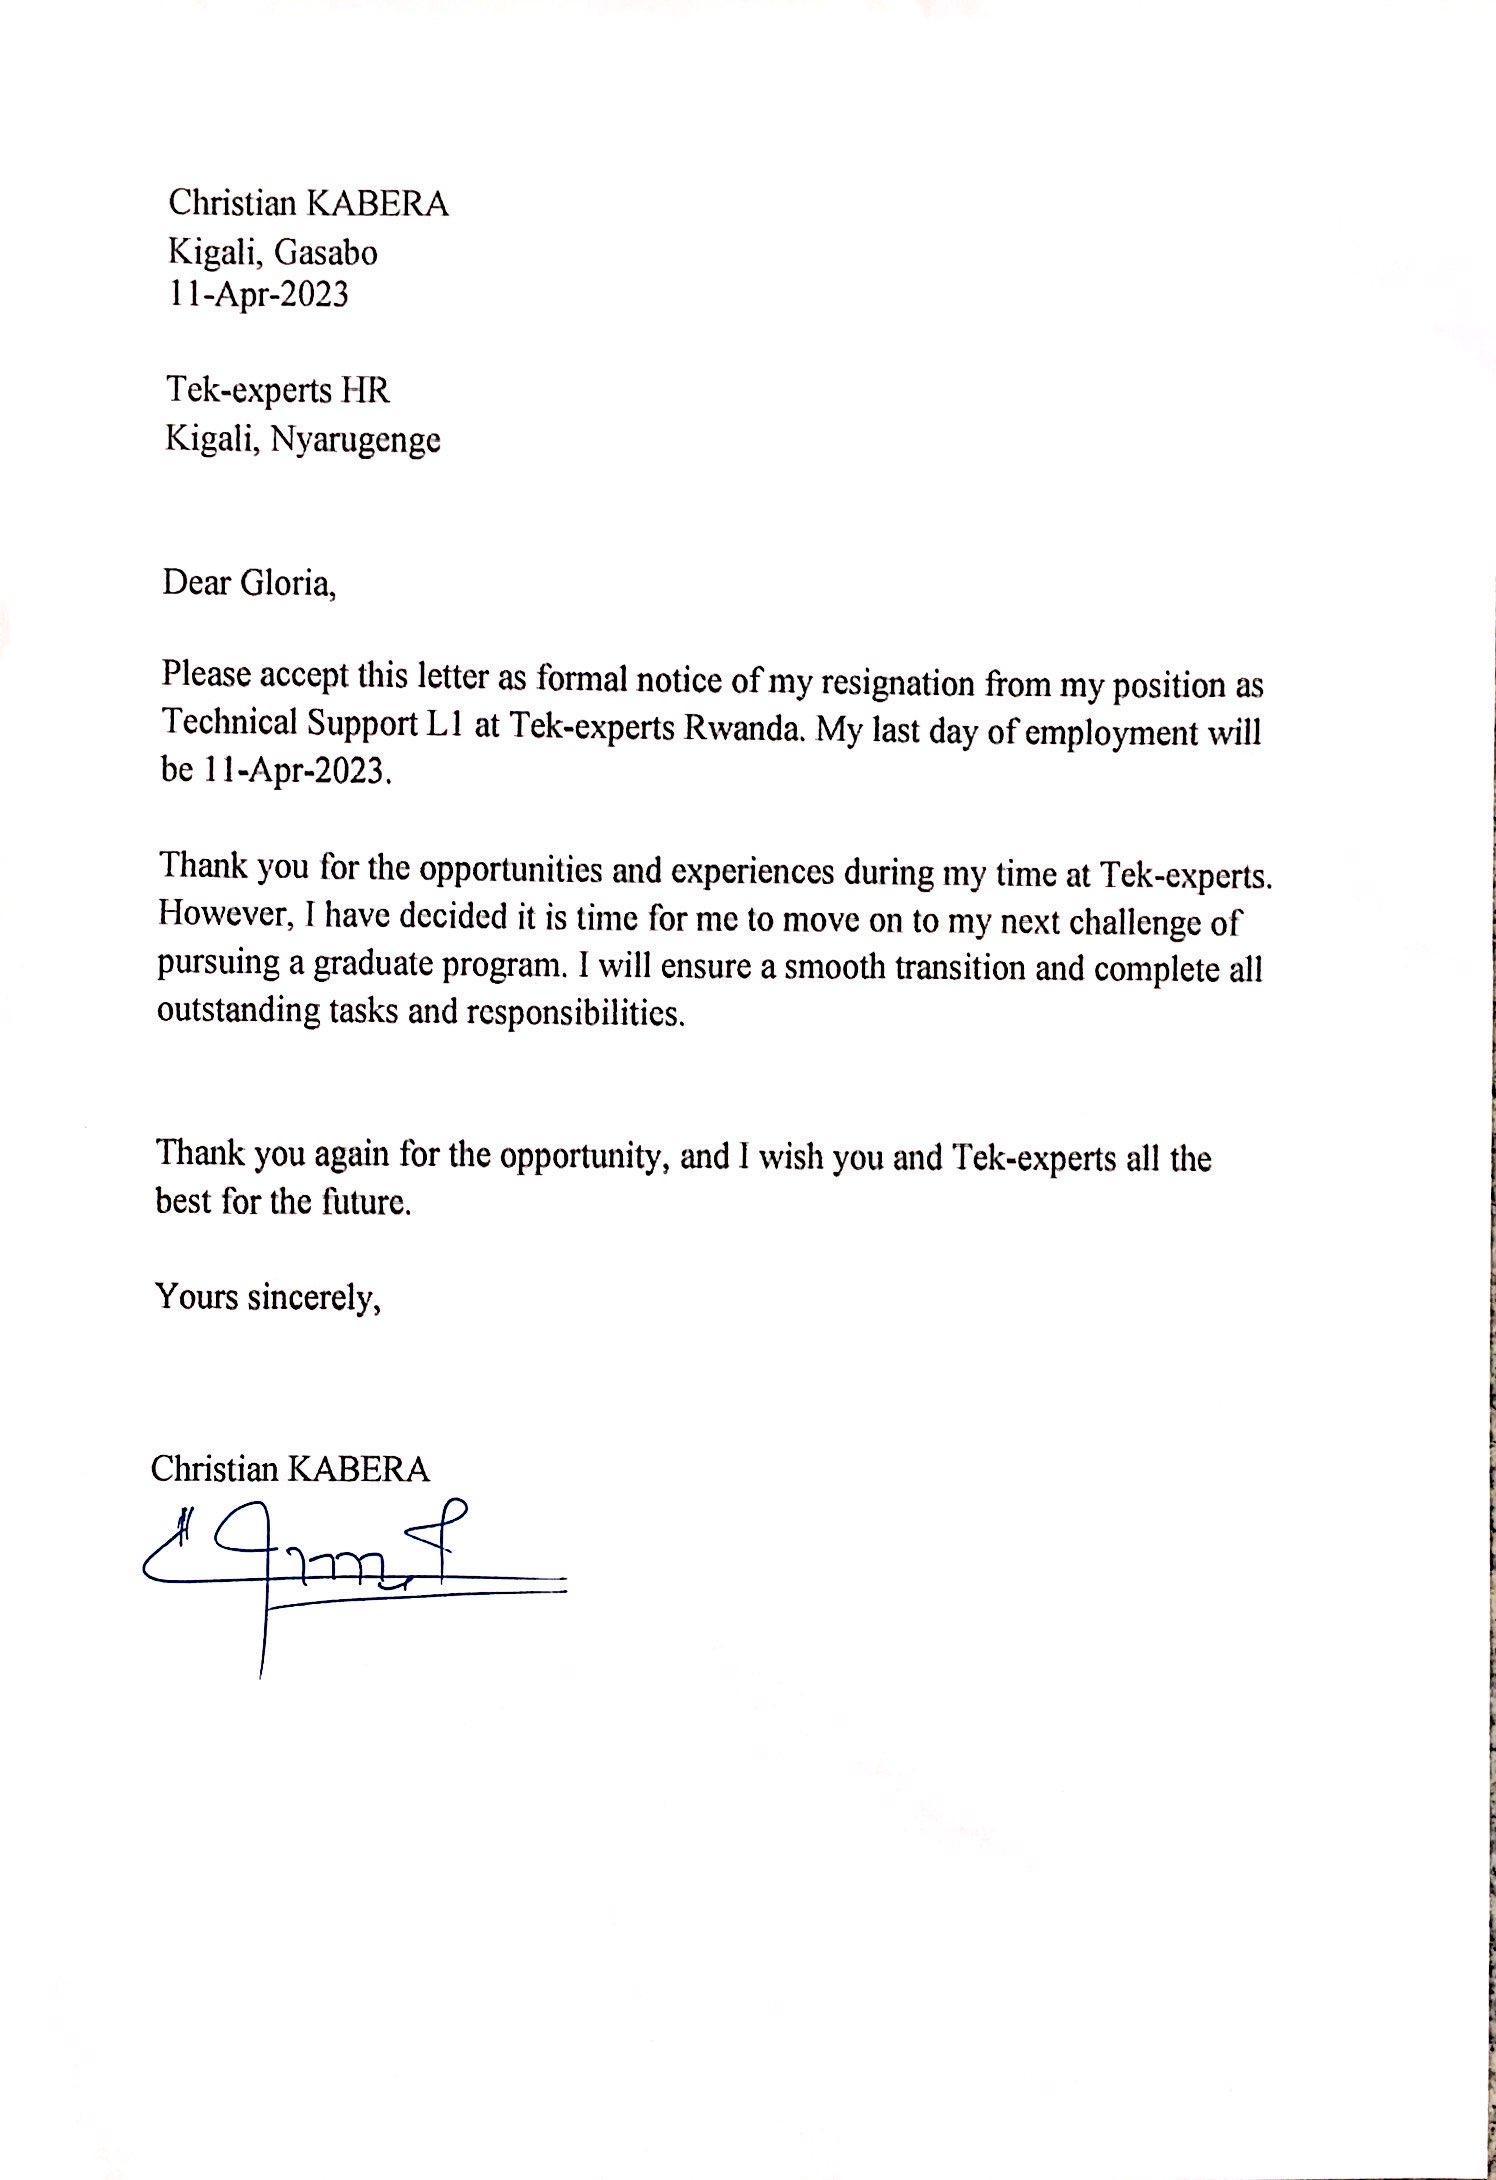 Christian KABERA
Kigali, Gasabo
11-Apr-2023
Tek-experts HR
Kigali, Nyarugenge
Dear Gloria,
Please accept this letter as formal notice of my resignation from my position as
Technical Support L1 at Tek-experts Rwanda. My last day of employment will
be 11-Apr-2023.
Thank you for the opportunities and experiences during my time at Tek-experts.
However, I have decided it is time for me to move on to my next challenge of
pursuing a graduate program. I will ensure a smooth transition and complete all
outstanding tasks and responsibilities.
Thank you again for the opportunity, and I wish you and Tek-experts all the
best for the future.
Yours sincerely,
Christian KABERA